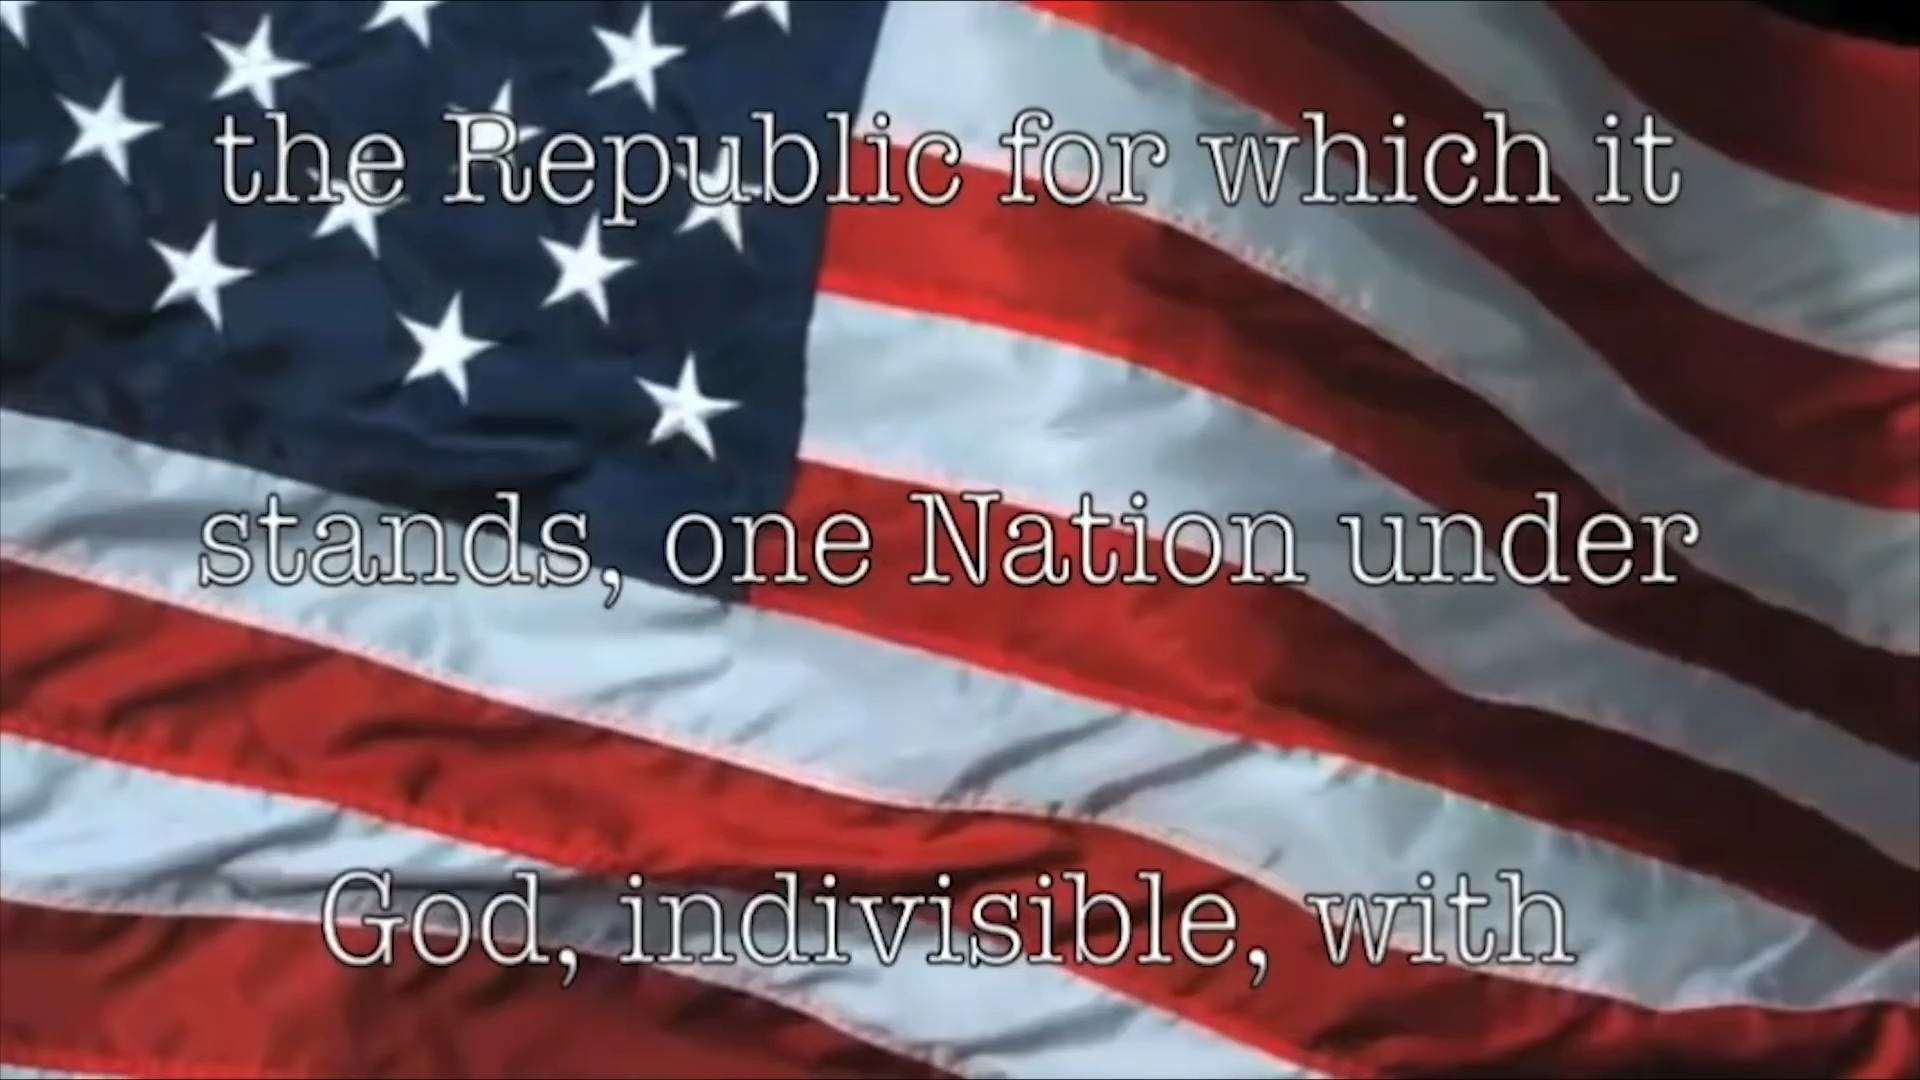 the Republic for which it
stands, one Nation under
God, indivisible, with